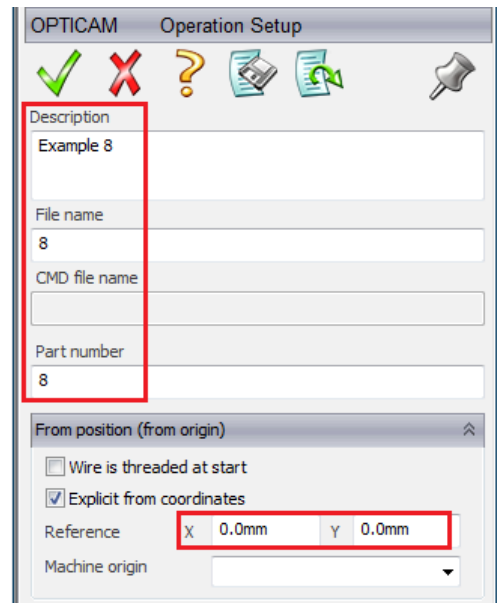 OPTICAM Operation Setup
Description
Example 8
File name
8
CMD file name
Part number
8
From position (from origin)
Wire is threaded at start
Explicit from coordinates
Reference X 0.0mm Y 0.0mm
Machine origin